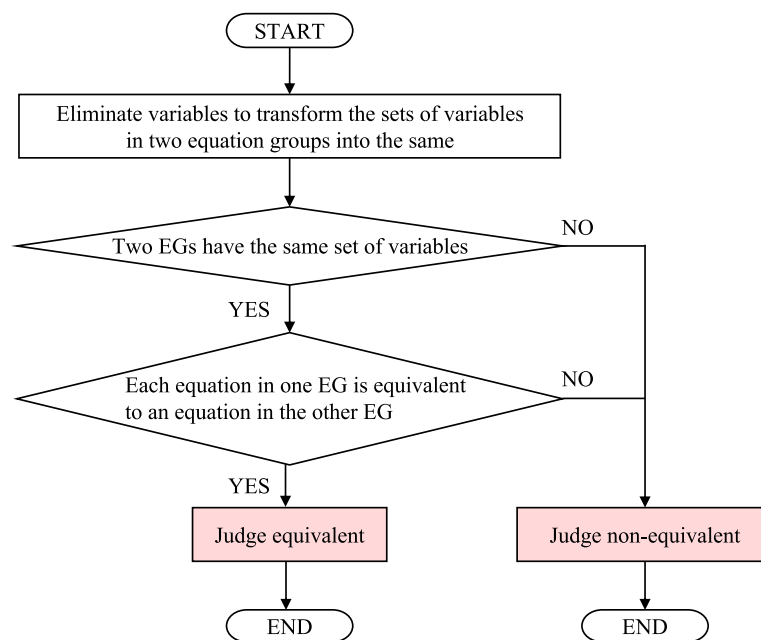 START
Eliminate variables to transform the sets of variables
in two equation groups into the same
Two EGs have the same set of variables
NO
YES
Each equation in one EG is equivalent
to an equation in the other EG
NO
YES
Judge equivalent
Judge non-equivalent
END
END